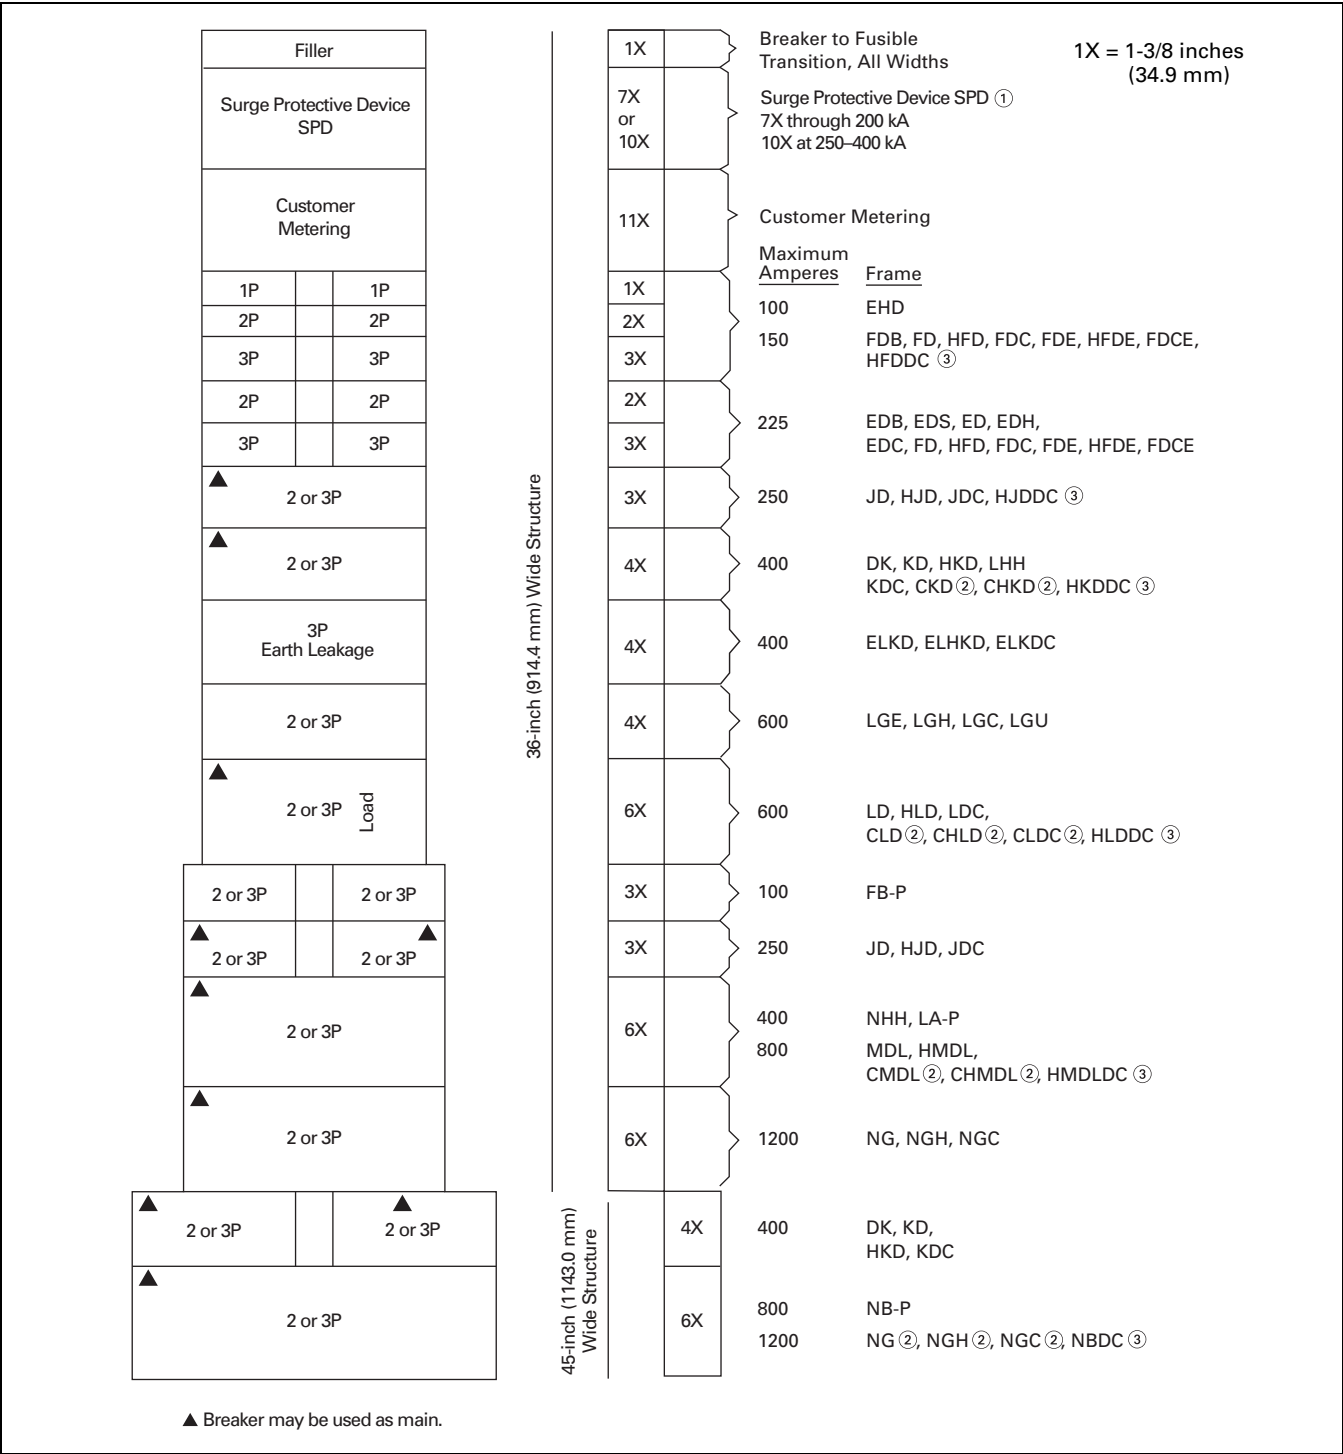 Filler
Surge Protective Device
SPD
Customer
Metering
1P 1P
2P 2P
3P 3P
2P 2P
3P 3P
▲
2 or 3P
▲
2 or 3P
3P
Earth Leakage
2 or 3P
▲
2 or 3P Load
2 or 3P 2 or 3P
▲ ▲
2 or 3P 2 or 3P
▲
2 or 3P
▲
2 or 3P
▲ ▲
2 or 3P 2 or 3P
▲
2 or 3P
▲ Breaker may be used as main.
36-inch (914.4 mm) Wide Structure
45-inch (1143.0 mm)
Wide Structure
1X
7X
or
10X
11X
1X
2X
3X
2X
3X
3X
4X
4X
4X
6X
3X
3X
6X
6X
4X
6X
Breaker to Fusible
Transition, All Widths
1X = 1-3/8 inches
(34.9 mm)
Surge Protective Device SPD ①
7X through 200 kA
10X at 250–400 kA
Customer Metering
Maximum
Amperes Frame
100 EHD
150 FDB, FD, HFD, FDC, FDE, HFDE, FDCE,
HFDDC ③
225 EDB, EDS, ED, EDH,
EDC, FD, HFD, FDC, FDE, HFDE, FDCE
250 JD, HJD, JDC, HJDDC ③
400 DK, KD, HKD, LHH
KDC, CKD ②, CHKD ②, HKDDC ③
400 ELKD, ELHKD, ELKDC
600 LGE, LGH, LGC, LGU
600 LD, HLD, LDC,
CLD ②, CHLD ②, CLDC ②, HLDDC ③
100 FB-P
250 JD, HJD, JDC
400 NHH, LA-P
800 MDL, HMDL,
CMDL ②, CHMDL ②, HMDLDC ③
1200 NG, NGH, NGC
400 DK, KD,
HKD, KDC
800 NB-P
1200 NG ②, NGH ②, NGC ②, NBDC ③